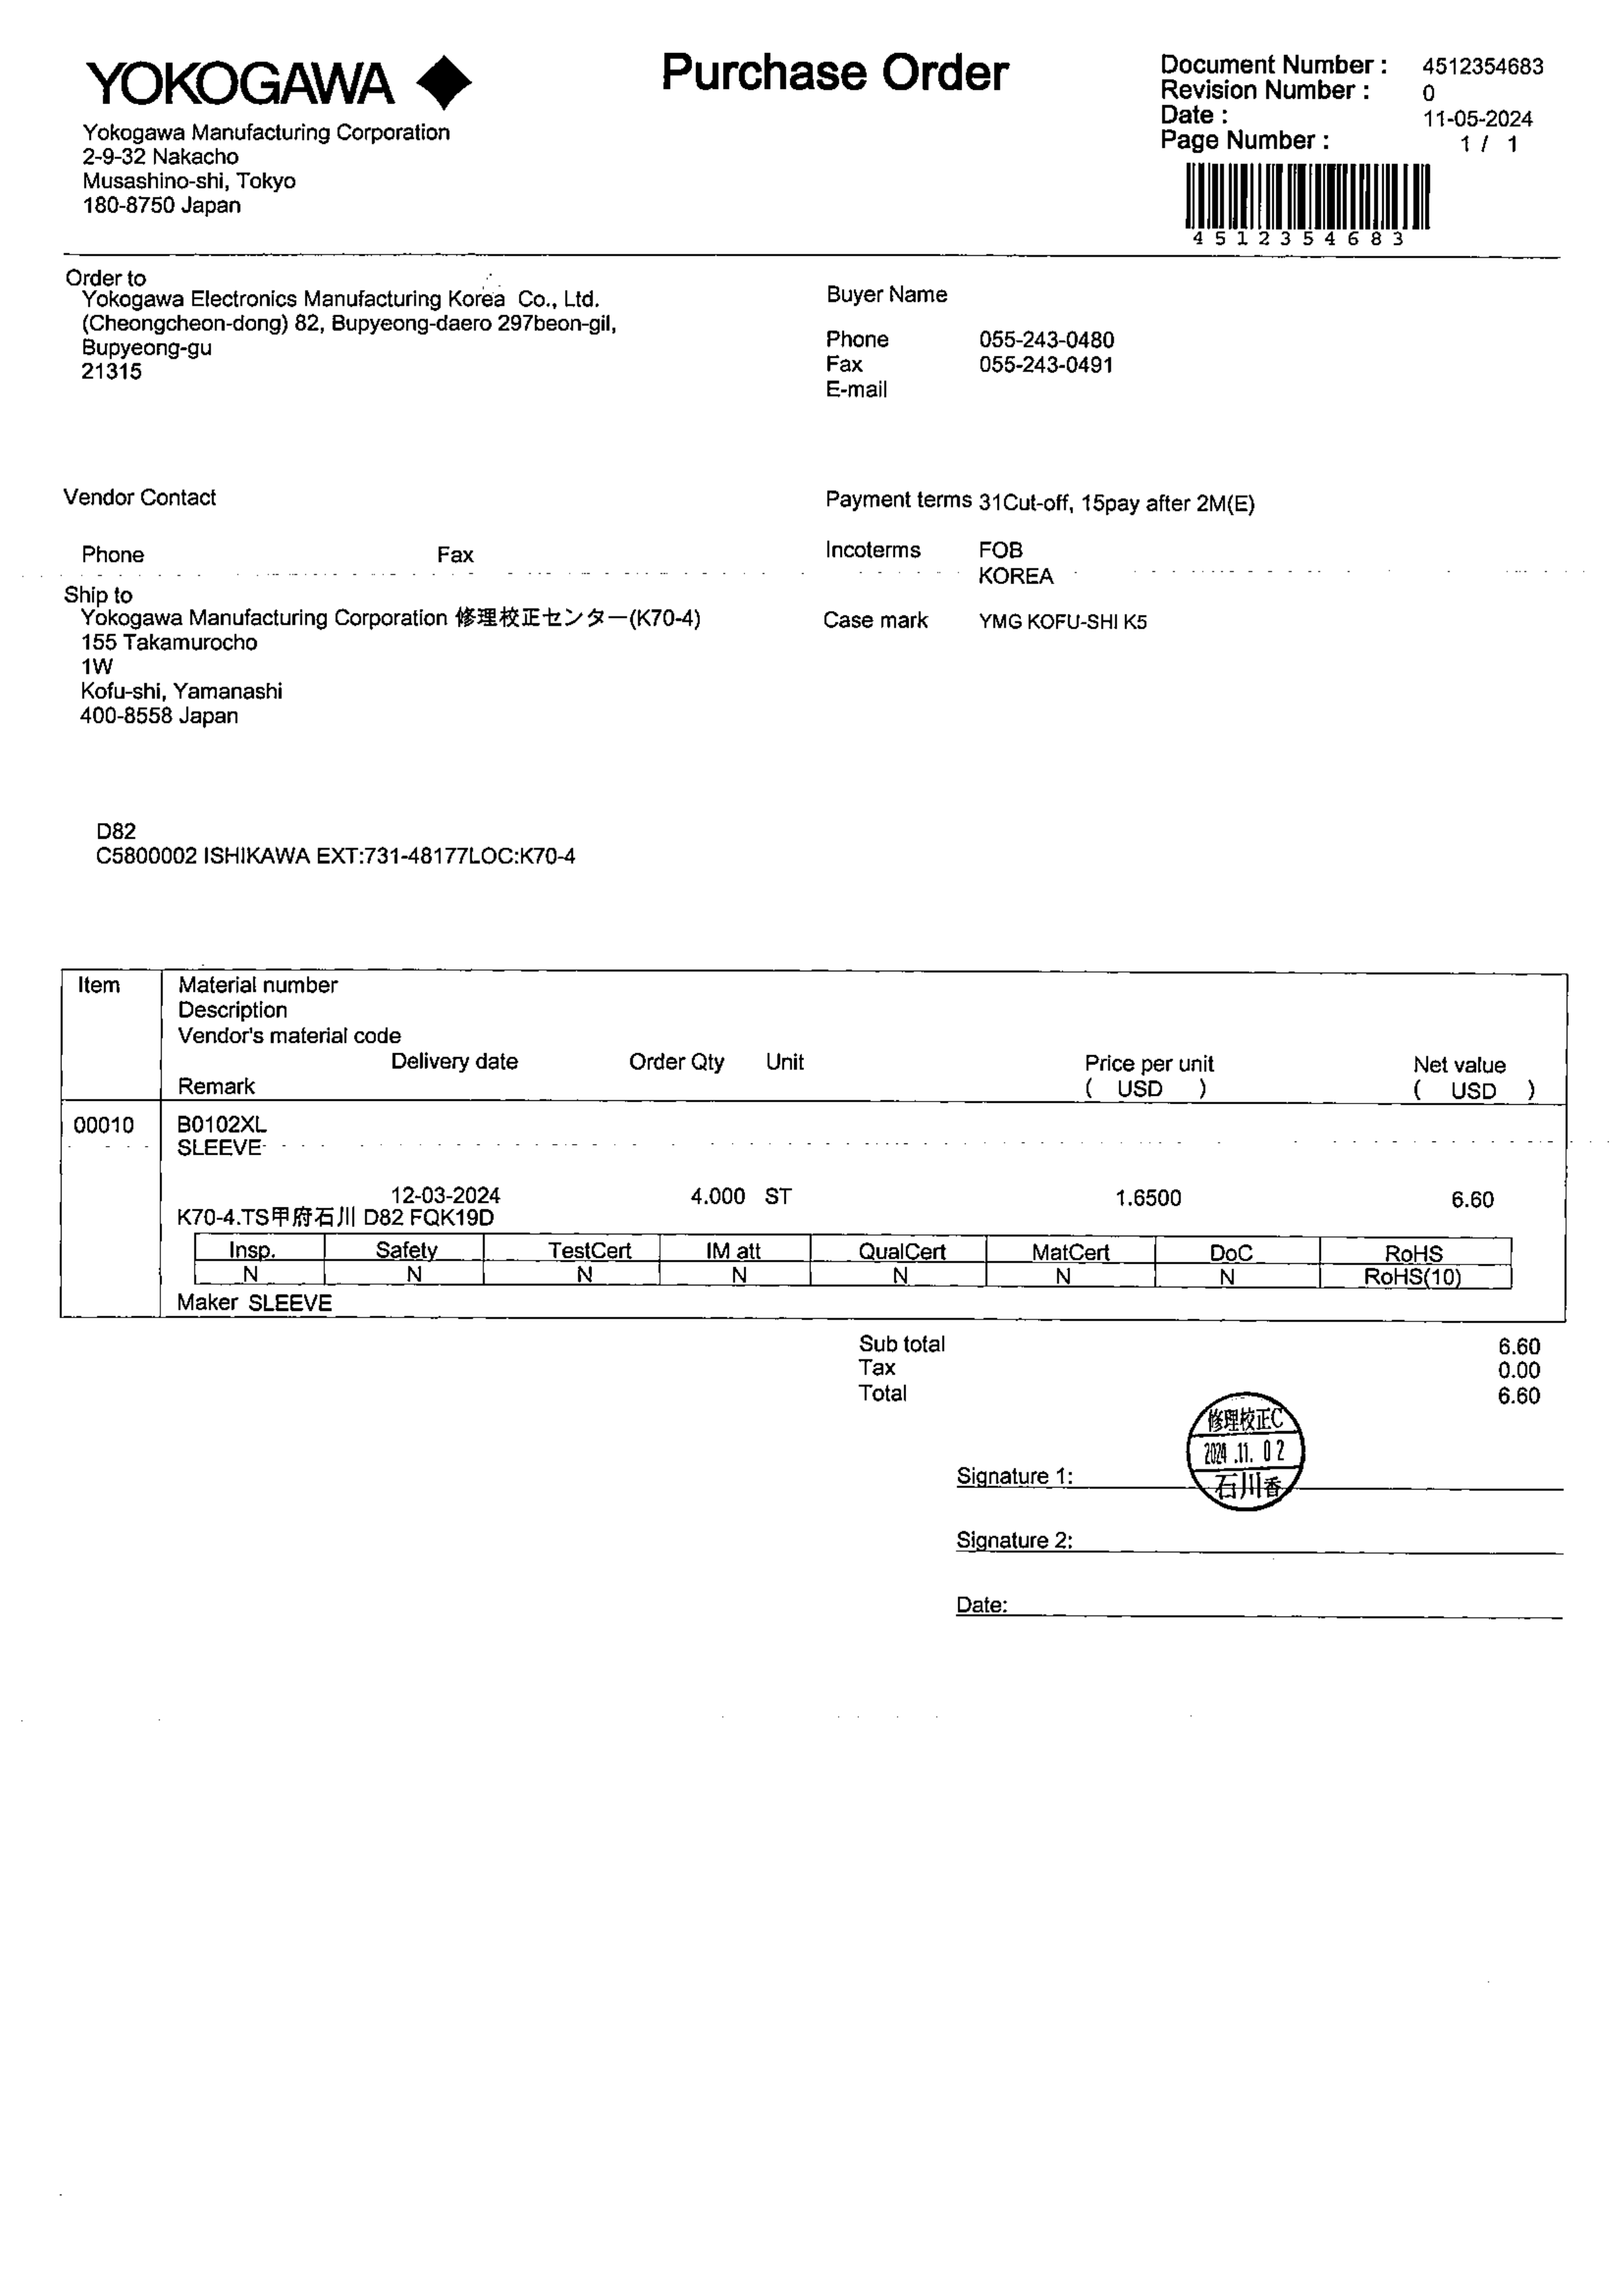 YOKOGAWA
Purchase Order
Document Number : 4512354683
Revision Number : 0
Date : 11-05-2024
Page Number : 1 / 1
4512354683
Yokogawa Manufacturing Corporation
2-9-32 Nakacho
Musashino-shi, Tokyo
180-8750 Japan
Order to
Yokogawa Electronics Manufacturing Korea Co., Ltd.
(Cheongcheon-dong) 82, Bupyeong-daero 297beon-gil,
Bupyeong-gu
21315
Buyer Name
Phone 055-243-0480
Fax 055-243-0491
E-mail
Vendor Contact
Phone Fax
Payment terms 31Cut-off, 15pay after 2M(E)
Incoterms FOB
KOREA
Ship to
Yokogawa Manufacturing Corporation 修理校正センター(K70-4)
155 Takamurocho
1W
Kofu-shi, Yamanashi
400-8558 Japan
Case mark YMG KOFU-SHI K5
D82
C5800002 ISHIKAWA EXT:731-48177LOC:K70-4
Item Material number
Description
Vendor's material code
Delivery date Order Qty Unit Price per unit Net value
Remark ( USD ) ( USD )
00010 B0102XL
SLEEVE
12-03-2024 4.000 ST 1.6500 6.60
K70-4.TS甲府石川 D82 FQK19D
Insp. Safety TestCert IM att QualCert MatCert DoC RoHS
N N N N N N N RoHS(10)
Maker SLEEVE
Sub total 6.60
Tax 0.00
Total 6.60
修理校正C
2024.11.02
石川香
Signature 1:
Signature 2:
Date: